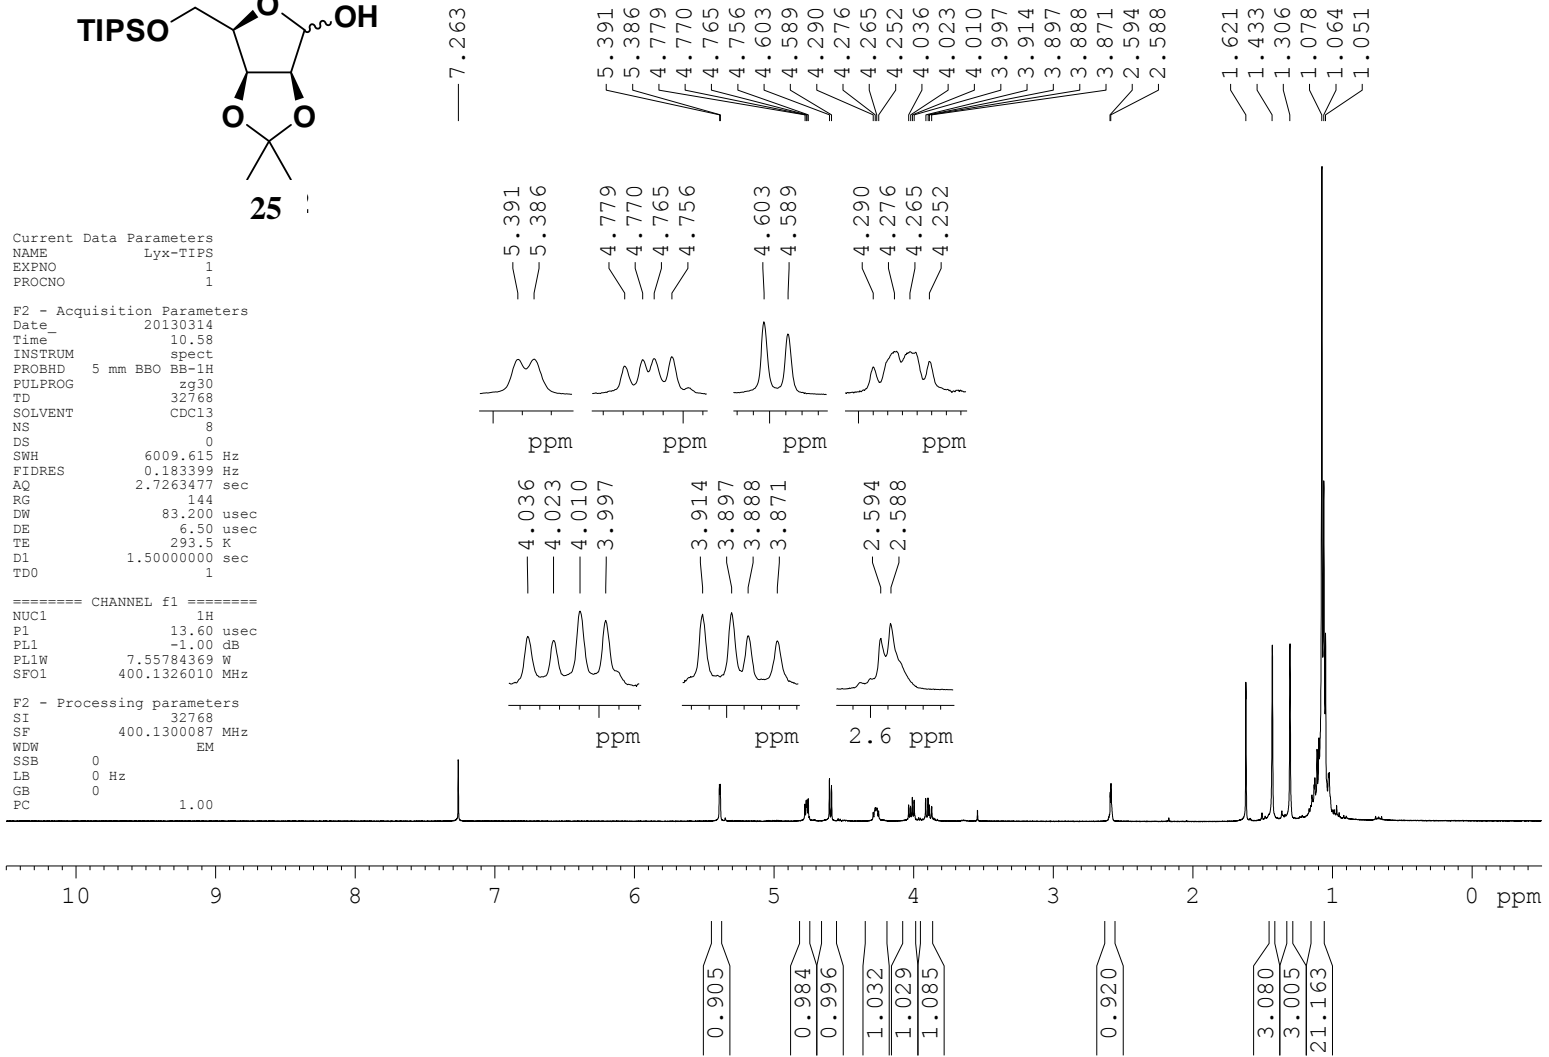 O
TIPSO
OH
O
O
25
7.263
5.391
5.386
4.779
4.770
4.765
4.756
4.603
4.589
4.290
4.276
4.265
4.252
4.036
4.023
4.010
3.997
3.914
3.897
3.888
3.871
2.594
2.588
1.621
1.433
1.306
1.078
1.064
1.051
Current Data Parameters
NAME Lyx-TIPS
EXPNO 1
PROCNO 1
F2 - Acquisition Parameters
Date_ 20130314
Time 10.58
INSTRUM spect
PROBHD 5 mm BBO BB-1H
PULPROG zg30
TD 32768
SOLVENT CDCl3
NS 8
DS 0
SWH 6009.615 Hz
FIDRES 0.183399 Hz
AQ 2.7263477 sec
RG 144
DW 83.200 usec
DE 6.50 usec
TE 293.5 K
D1 1.50000000 sec
TD0 1
======== CHANNEL f1 ========
NUC1 1H
P1 13.60 usec
PL1 -1.00 dB
PL1W 7.55784369 W
SFO1 400.1326010 MHz
F2 - Processing parameters
SI 32768
SF 400.1300087 MHz
WDW EM
SSB 0
LB 0 Hz
GB 0
PC 1.00
5.391
5.386
4.779
4.770
4.765
4.756
4.603
4.589
4.290
4.276
4.265
4.252
ppm
ppm
ppm
ppm
4.036
4.023
4.010
3.997
3.914
3.897
3.888
3.871
2.594
2.588
ppm
ppm
2.6 ppm
10 9 8 7 6 5 4 3 2 1 0 ppm
0.905
0.984
0.996
1.032
1.029
1.085
0.920
3.080
3.005
21.163